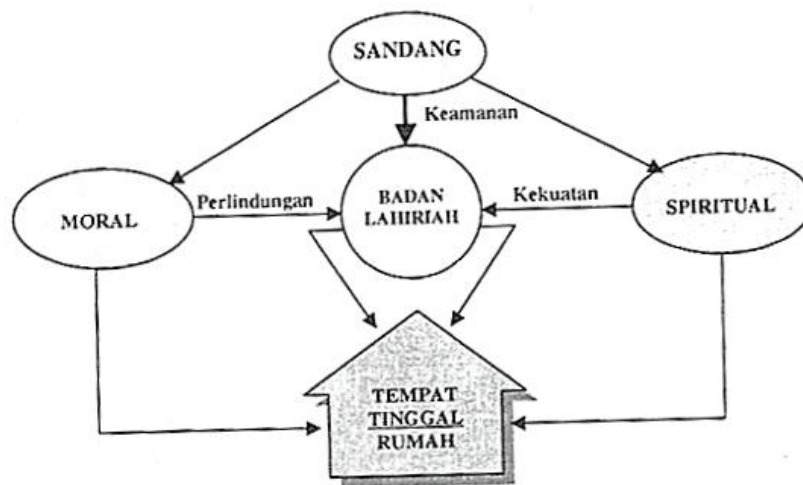 SANDANG
Keamanan
Perlindungan
BADAN
LAHIRIAH
Kekuatan
MORAL
SPIRITUAL
TEMPAT
TINGGAL
RUMAH